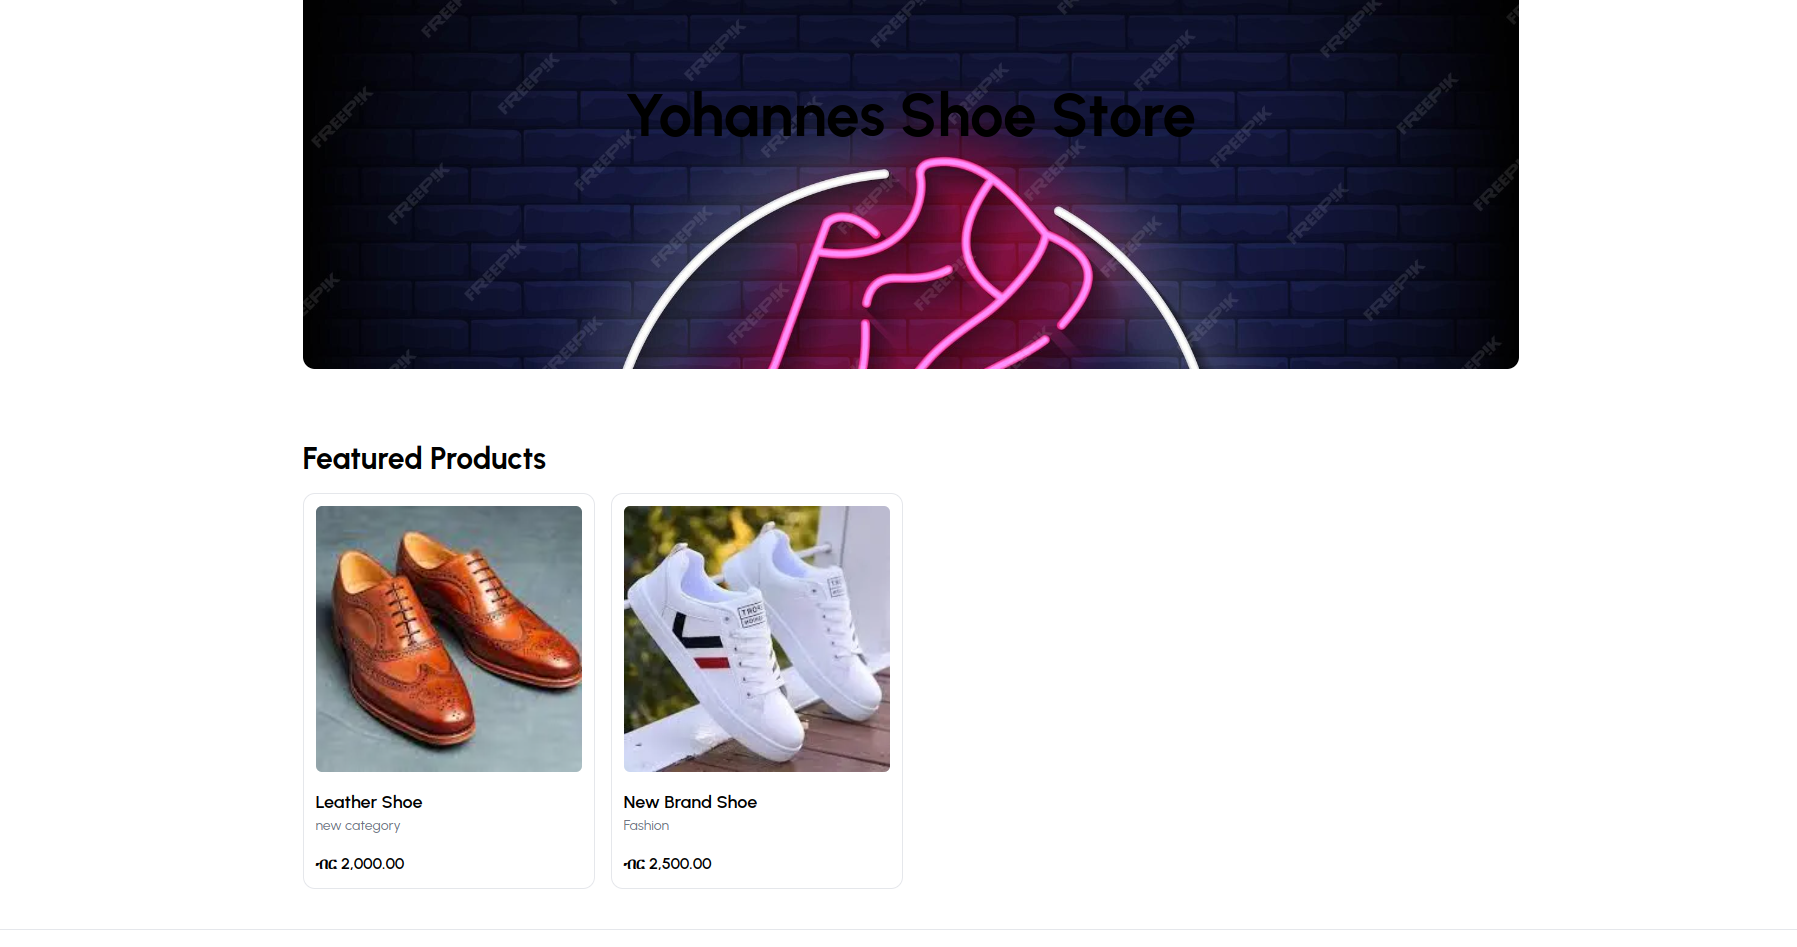 Yohannes Shoe Store
FREEPIK
Featured Products
Leather Shoe
new category
ብር 2,000.00
New Brand Shoe
Fashion
ብር 2,500.00